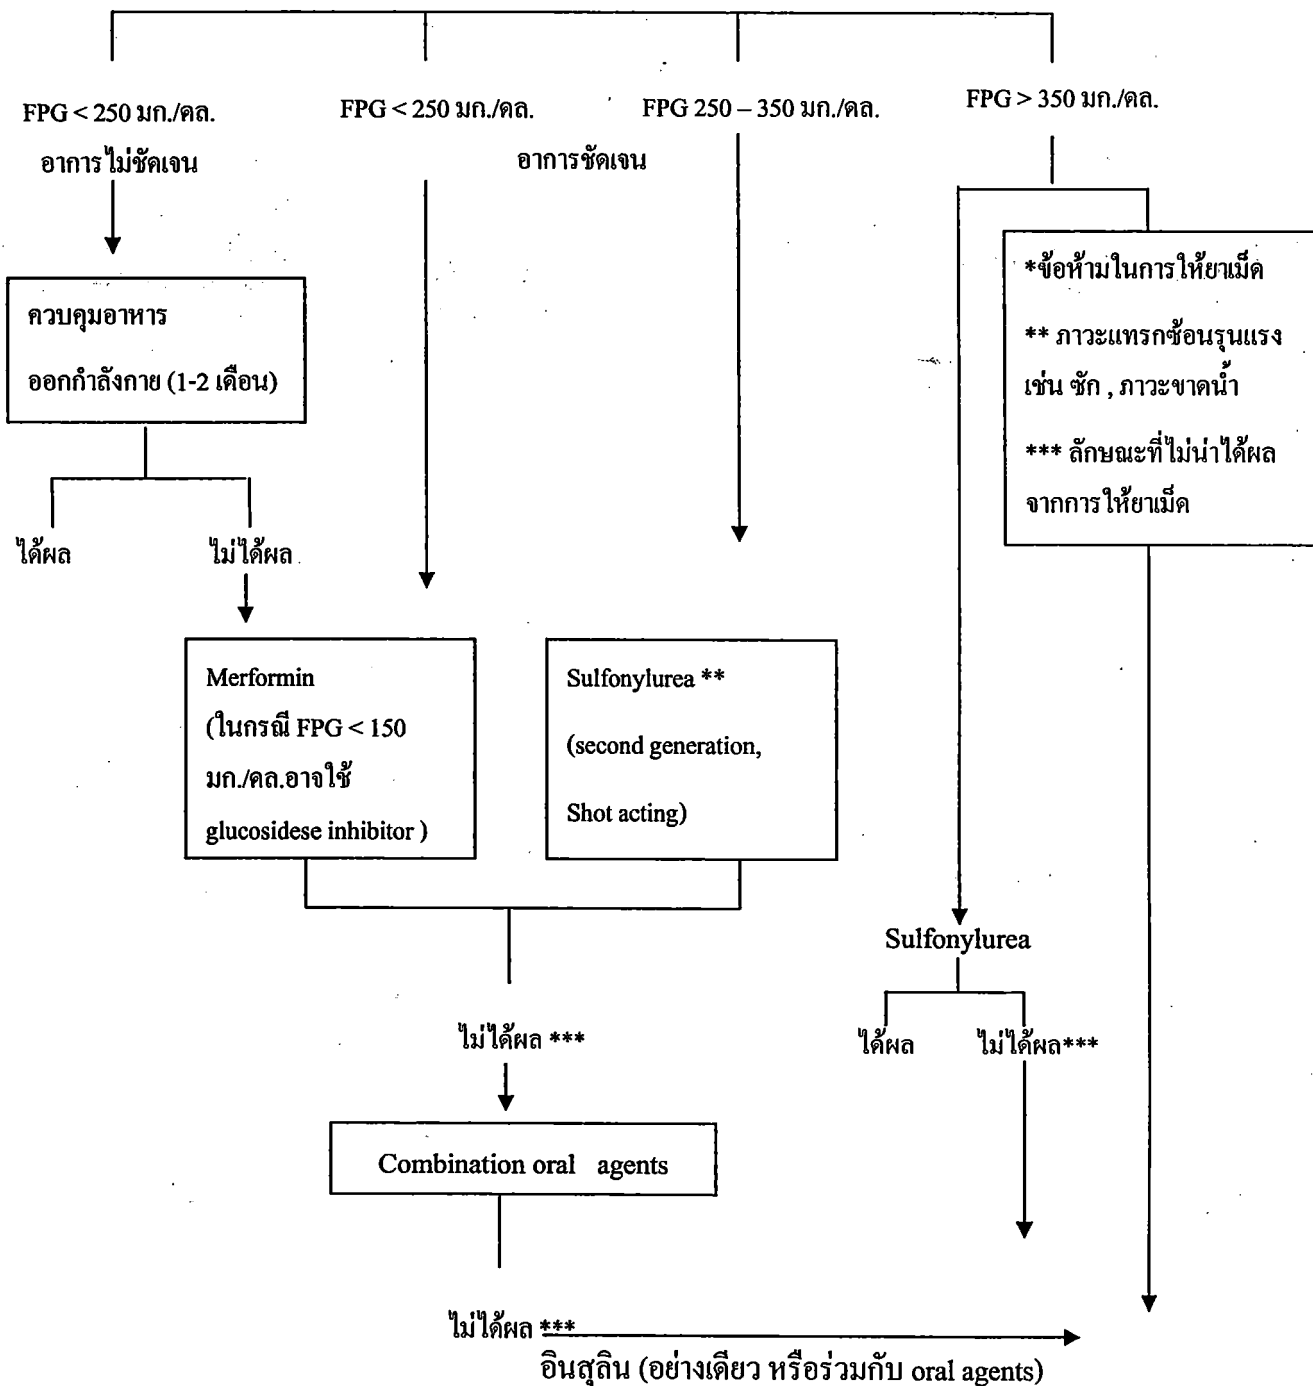 FPG < 250 มก./คล.
FPG < 250 มก./คล.
FPG 250 – 350 มก./คล.
FPG > 350 มก./คล.
อาการไม่ชัดเจน
อาการชัดเจน
ควบคุมอาหาร
ออกกำลังกาย (1-2 เดือน)
*ข้อห้ามในการให้ยาเม็ด
** ภาวะแทรกซ้อนรุนแรง
เช่น ซัก , ภาวะขาดน้ำ
*** ลักษณะที่ไม่น่าได้ผล
จากการให้ยาเม็ด
ได้ผล
ไม่ได้ผล
Merformin
(ในกรณี FPG < 150
มก./คล.อาจใช้
glucosidese inhibitor )
Sulfonylurea **
(second generation,
Shot acting)
Sulfonylurea
ได้ผล
ไม่ได้ผล***
ไม่ได้ผล ***
Combination oral agents
ไม่ได้ผล ***
อินสุลิน (อย่างเดียว หรือร่วมกับ oral agents)